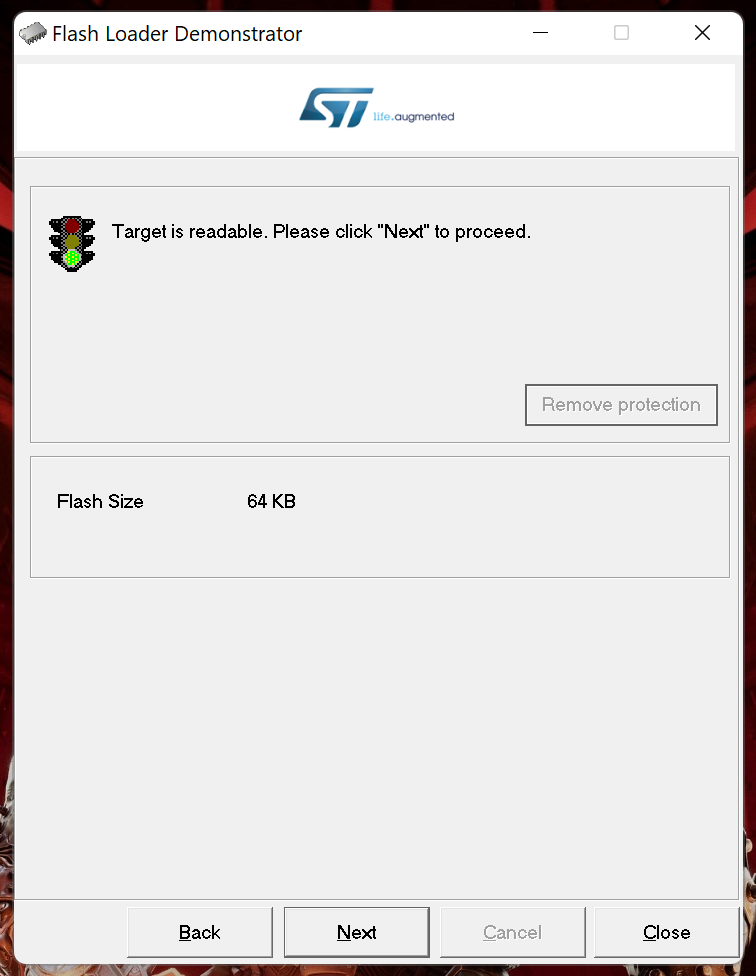 Flash Loader Demonstrator
ST life.augmented
Target is readable. Please click "Next" to proceed.
Remove protection
Flash Size 64 KB
Back Next Cancel Close